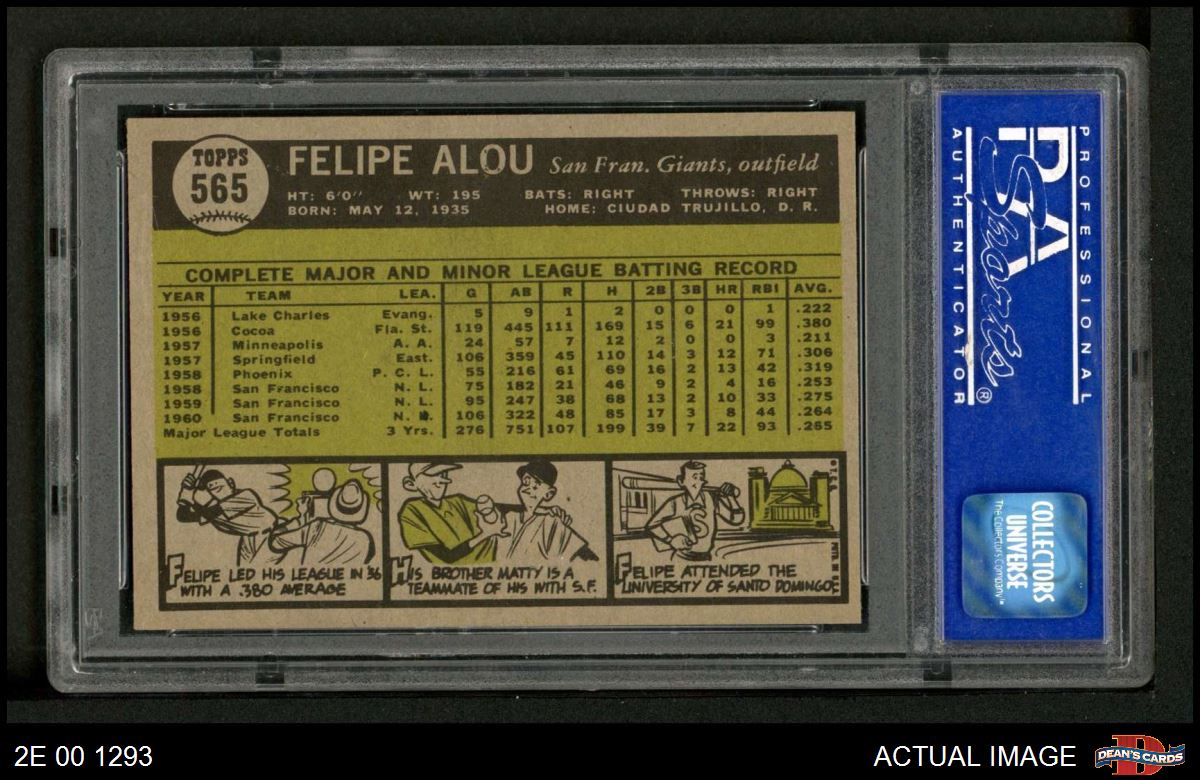 TOPPS
565
FELIPE ALOU San Fran. Giants, outfield
HT: 6'0'' WT: 195 BATS: RIGHT THROWS: RIGHT
BORN: MAY 12, 1935 HOME: CIUDAD TRUJILLO, D. R.
COMPLETE MAJOR AND MINOR LEAGUE BATTING RECORD
YEAR TEAM LEA. G AB R H 2B 3B HR RBI AVG.
1956 Lake Charles Evang. 5 9 1 2 0 0 0 1 .222
1956 Cocoa Fla. St. 119 445 111 169 15 6 21 99 .380
1957 Minneapolis A. A. 24 57 7 12 2 0 0 3 .211
1957 Springfield East. 106 359 45 110 14 3 12 71 .306
1958 Phoenix P. C. L. 55 216 61 69 16 2 13 42 .319
1958 San Francisco N. L. 75 182 21 46 9 2 4 16 .253
1959 San Francisco N. L. 95 247 38 68 13 2 10 33 .275
1960 San Francisco N. 106 322 48 85 17 3 8 44 .264
Major League Totals 3 Yrs. 276 751 107 199 39 7 22 93 .265
FELIPE LED HIS LEAGUE IN '56
WITH A .380 AVERAGE
HIS BROTHER MATTY IS A
TEAMMATE OF HIS WITH S.F.
S
FELIPE ATTENDED THE
UNIVERSITY OF SANTO DOMINGO
© T.C.G.
PROFESSIONAL
PSA
Sports
AUTHENTICATOR
®
COLLECTORS
UNIVERSE
The Collectors Company™
PSA
2E 00 1293
ACTUAL IMAGE
DEAN'S CARDS